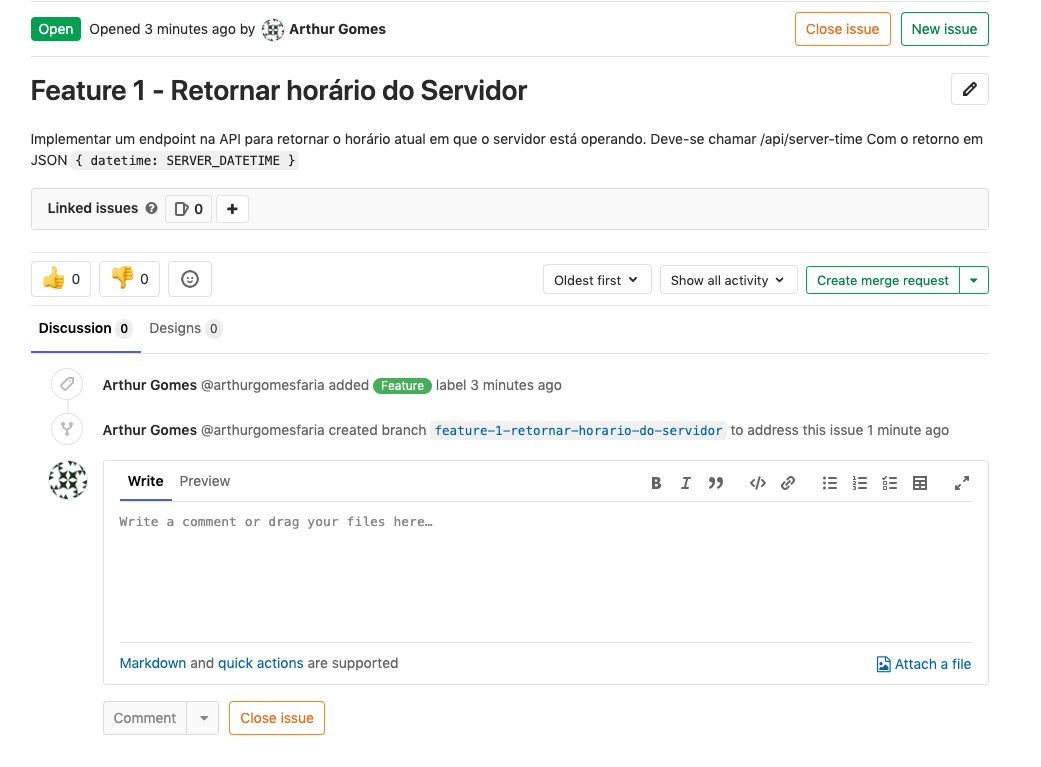 Open Opened 3 minutes ago by Arthur Gomes Close issue New issue
Feature 1 - Retornar horário do Servidor
Implementar um endpoint na API para retornar o horário atual em que o servidor está operando. Deve-se chamar /api/server-time Com o retorno em
JSON { datetime: SERVER_DATETIME }
Linked issues ? 0 +
0 0 Oldest first Show all activity Create merge request
Discussion 0 Designs 0
Arthur Gomes @arthurgomesfaria added Feature label 3 minutes ago
Arthur Gomes @arthurgomesfaria created branch feature-1-retornar-horario-do-servidor to address this issue 1 minute ago
Write Preview B I
Write a comment or drag your files here…
Markdown and quick actions are supported Attach a file
Comment Close issue